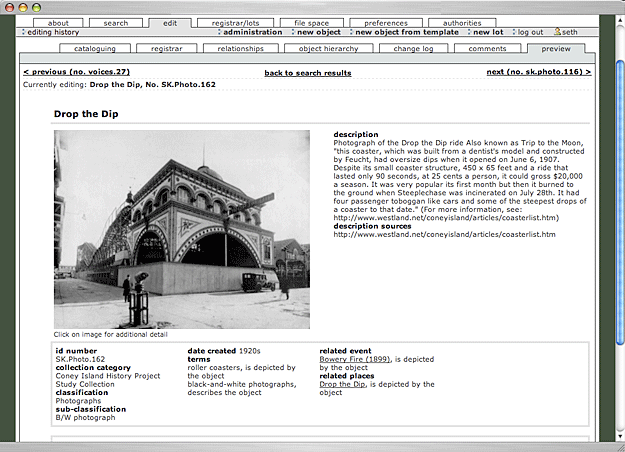 about search edit registrar/lots file space preferences authorities
editing history administration new object new object from template new lot log out seth
cataloguing registrar relationships object hierarchy change log comments preview
< previous (no. voices.27) back to search results next (no. sk.photo.116) >
Currently editing: Drop the Dip, No. SK.Photo.162
Drop the Dip
description
Photograph of the Drop the Dip ride Also known as Trip to the Moon,
"this coaster, which was built from a dentist's model and constructed
by Feucht, had oversize dips when it opened on June 6, 1907.
Despite its small coaster structure, 450 x 65 feet and a ride that
lasted only 90 seconds, at 25 cents a person, it could gross $20,000
a season. It was very popular its first month but then it burned to
the ground when Steeplechase was incinerated on July 28th. It had
four passenger toboggan like cars and some of the steepest drops of
a coaster to that date." (For more information, see:
http://www.westland.net/coneyisland/articles/coasterlist.htm)
description sources
http://www.westland.net/coneyisland/articles/coasterlist.htm
Click on image for additional detail
id number
SK.Photo.162
collection category
Coney Island History Project
Study Collection
classification
Photographs
sub-classification
B/W photograph
date created 1920s
terms
roller coasters, is depicted by
the object
black-and-white photographs,
describes the object
related event
Bowery Fire (1899), is depicted
by the object
related places
Drop the Dip, is depicted by the
object